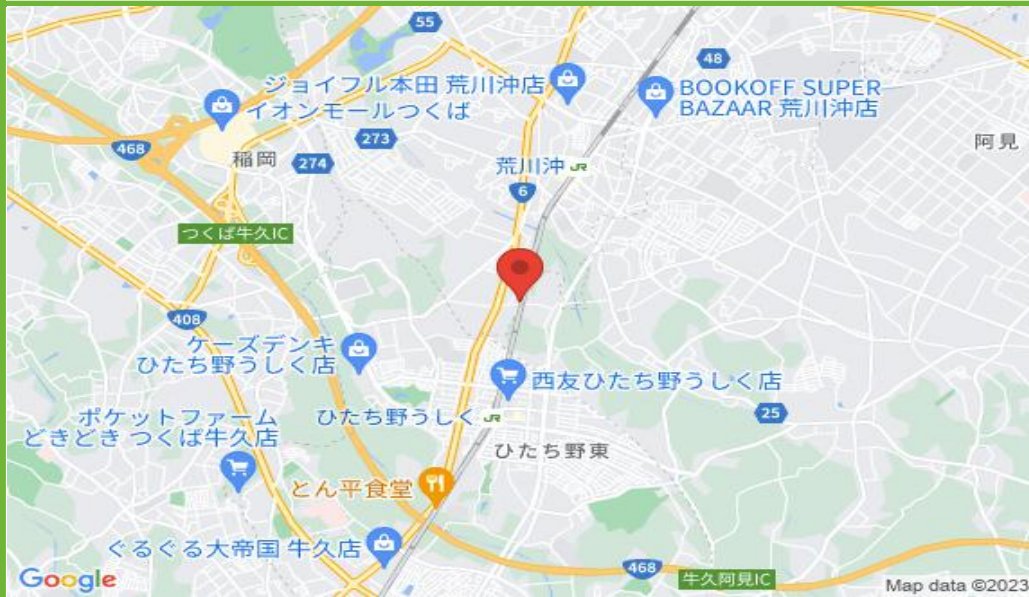 55
48
ジョイフル本田 荒川沖店
イオンモールつくば
BOOKOFF SUPER
BAZAAR 荒川沖店
273
阿見
468
稲岡
274
荒川沖 JR
6
つくば牛久IC
408
ケーズデンキ
ひたち野うしく店
西友ひたち野うしく店
ポケットファーム
どきどき つくば牛久店
ひたち野うしく JR
25
ひたち野東
とん平食堂
ぐるぐる大帝国 牛久店
468
牛久阿見IC
Google
Map data ©2023